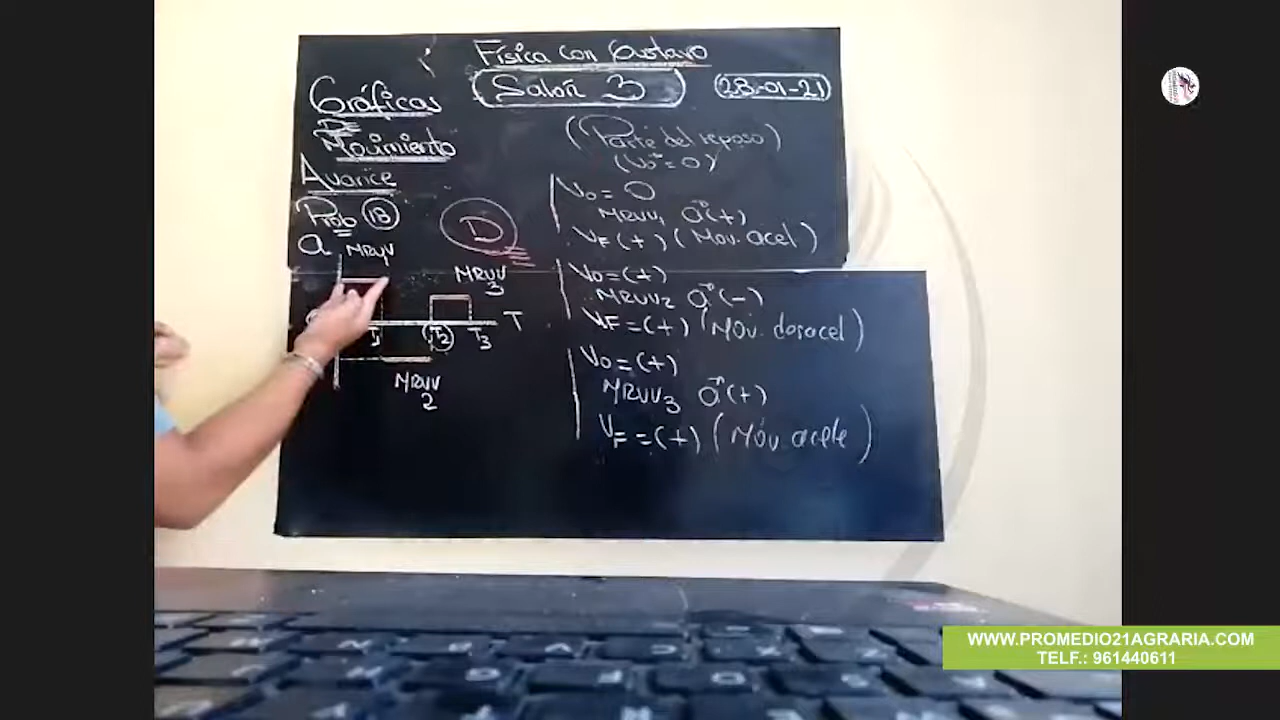 Física con Gustavo
Salón 3
28-01-21
Gráficas
De
Movimiento
Avance
Prob 18
D
a
MRUV
MRUV
3
T
T1
T2
T3
MRUV
2
(Parte del reposo)
(Vo = 0)
Vo = 0
MRUV1 a(+)
VF (+) (Mov. acel)
Vo = (+)
MRUV2 a(-)
VF = (+) (Mov. desacel)
Vo = (+)
MRUV3 a(+)
VF = (+) (Mov. acele)
WWW.PROMEDIO21AGRARIA.COM
TELF.: 961440611